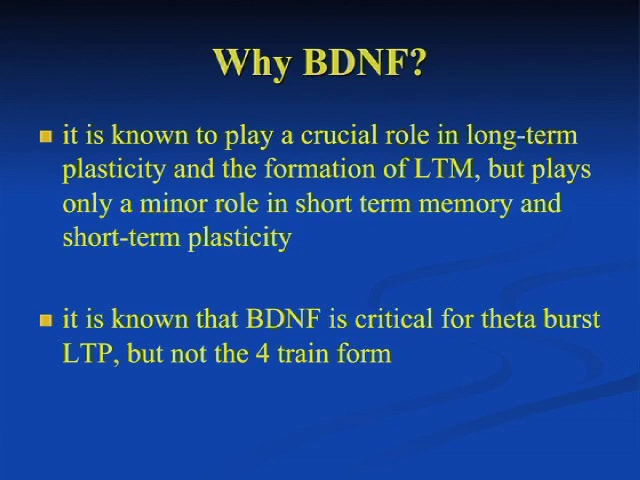 Why BDNF?
it is known to play a crucial role in long-term
plasticity and the formation of LTM, but plays
only a minor role in short term memory and
short-term plasticity
it is known that BDNF is critical for theta burst
LTP, but not the 4 train form